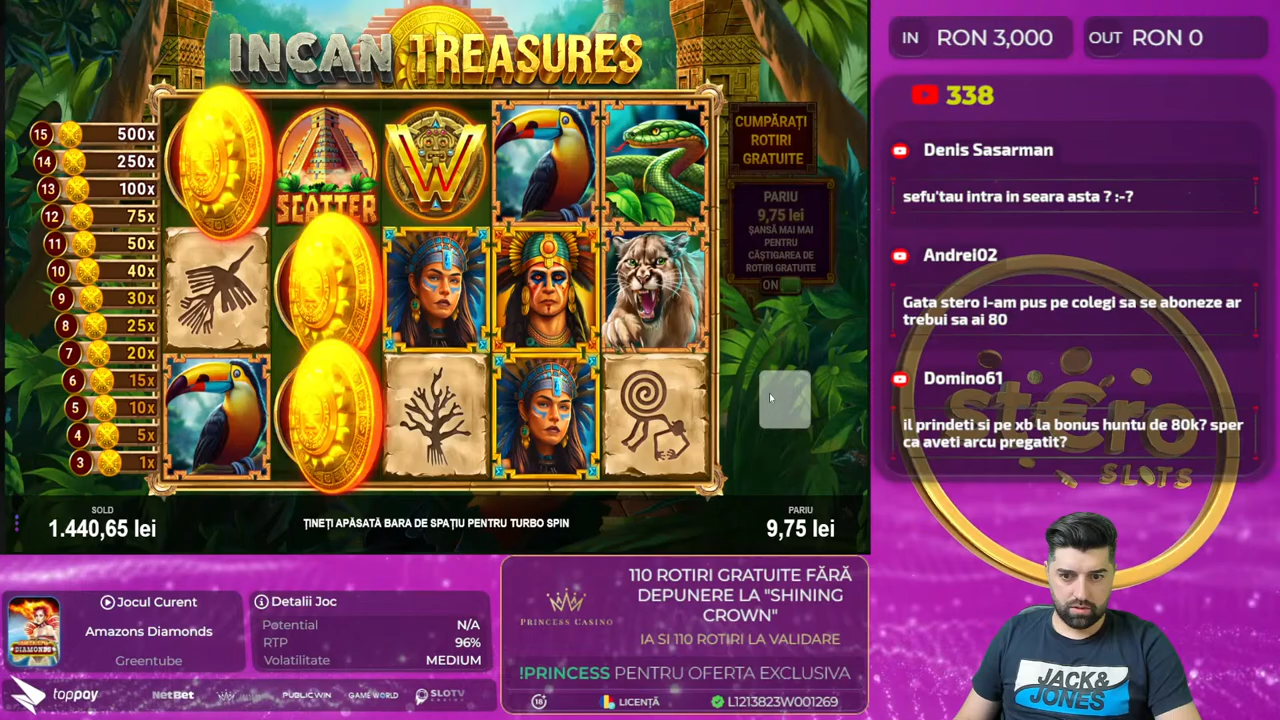 INCAN TREASURES
15 500x
14 250x
13 100x
12 75x
11 50x
10 40x
9 30x
8 25x
7 20x
6 15x
5 10x
4 5x
3 1x
SCATTER
W
CUMPĂRAȚI
ROTIRI
GRATUITE
PARIU
9,75 lei
ȘANSĂ MAI MAI
PENTRU
CÂȘTIGAREA DE
ROTIRI GRATUITE
ON
SOLD
1.440,65 lei
ȚINEȚI APĂSATĂ BARA DE SPAȚIU PENTRU TURBO SPIN
PARIU
9,75 lei
IN RON 3,000
OUT RON 0
338
Denis Sasarman
sefu'tau intra in seara asta ? :-?
Andrei02
Gata stero i-am pus pe colegi sa se aboneze ar
trebui sa ai 80
Domino61
il prindeti si pe xb la bonus huntu de 80k? sper
ca aveti arcu pregatit?
st€ro
SLOTS
JACK&
JONES
DIAMONDS
Jocul Curent
Amazons Diamonds
Greentube
Detalii Joc
Potential N/A
RTP 96%
Volatilitate MEDIUM
toppay
NetBet
PUBLICWIN
GAME WORLD
SLOTV
PRINCESS CASINO
110 ROTIRI GRATUITE FĂRĂ
DEPUNERE LA "SHINING
CROWN"
IA SI 110 ROTIRI LA VALIDARE
!PRINCESS PENTRU OFERTA EXCLUSIVA
18
LICENȚĂ
L1213823W001269